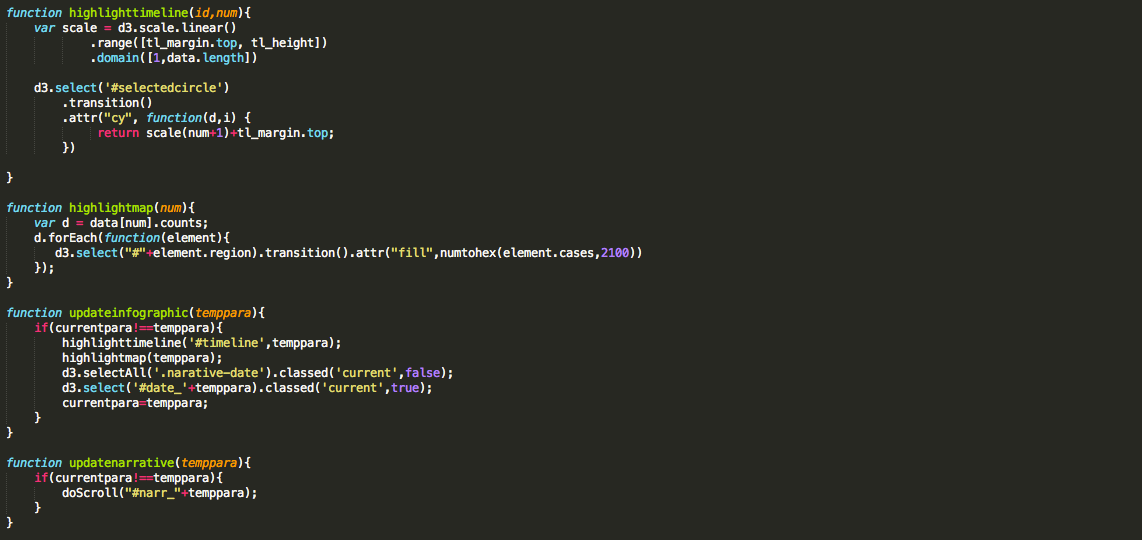 function highlighttimeline(id,num){
    var scale = d3.scale.linear()
            .range([tl_margin.top, tl_height])
            .domain([1,data.length])

    d3.select('#selectedcircle')
        .transition()
        .attr("cy", function(d,i) {
             return scale(num+1)+tl_margin.top;
        })

}

function highlightmap(num){
    var d = data[num].counts;
    d.forEach(function(element){
       d3.select("#"+element.region).transition().attr("fill",numtohex(element.cases,2100))
    });
}

function updateinfographic(temppara){
    if(currentpara!==temppara){
        highlighttimeline('#timeline',temppara);
        highlightmap(temppara);
        d3.selectAll('.narative-date').classed('current',false);
        d3.select('#date_'+temppara).classed('current',true);
        currentpara=temppara;
    }
}

function updatenarrative(temppara){
    if(currentpara!==temppara){
        doScroll("#narr_"+temppara);
    }
}